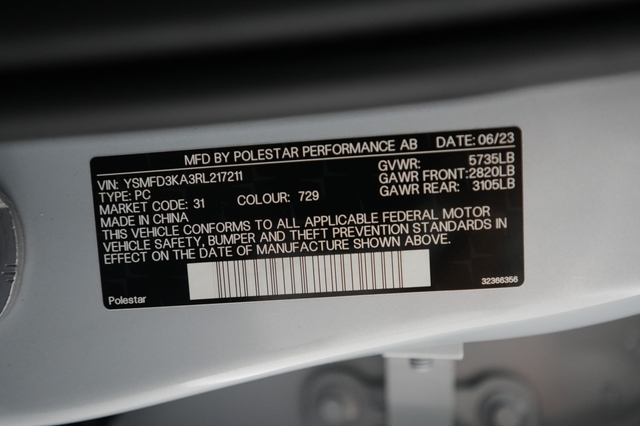 MFD BY POLESTAR PERFORMANCE AB DATE: 06/23
VIN: YSMFD3KA3RL217211 GVWR: 5735LB
TYPE: PC GAWR FRONT:2820LB
MARKET CODE: 31 COLOUR: 729 GAWR REAR: 3105LB
MADE IN CHINA
THIS VEHICLE CONFORMS TO ALL APPLICABLE FEDERAL MOTOR
VEHICLE SAFETY, BUMPER AND THEFT PREVENTION STANDARDS IN
EFFECT ON THE DATE OF MANUFACTURE SHOWN ABOVE.
Polestar 32366356